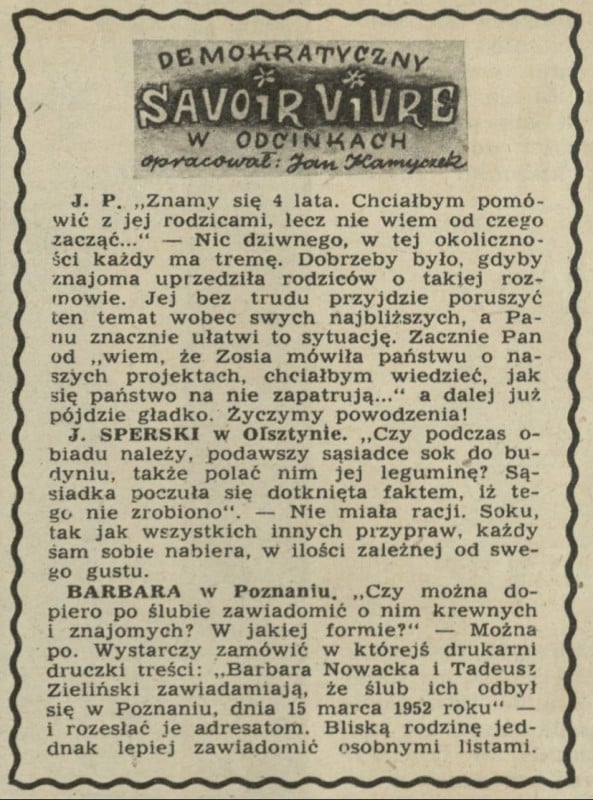 DEMOKRATYCZNY
SAVOIR VIVRE
W ODCINKACH
opracował: Jan Kamyczek
J. P. „Znamy się 4 lata. Chciałbym pomó-
wić z jej rodzicami, lecz nie wiem od czego
zacząć...“ — Nic dziwnego, w tej okoliczno-
ści każdy ma tremę. Dobrzeby było, gdyby
znajoma uprzedziła rodziców o takiej roz-
mowie. Jej bez trudu przyjdzie poruszyć
ten temat wobec swych najbliższych, a Pa-
nu znacznie ułatwi to sytuację. Zacznie Pan
od „wiem, że Zosia mówiła państwu o na-
szych projektach, chciałbym wiedzieć, jak
się państwo na nie zapatrują...“ a dalej już
pójdzie gładko. Życzymy powodzenia!
J. SPERSKI w Olsztynie. „Czy podczas o-
biadu należy, podawszy sąsiadce sok do bu-
dyniu, także polać nim jej leguminę? Są-
siadka poczuła się dotknięta faktem, iż te-
go nie zrobiono“. — Nie miała racji. Soku,
tak jak wszystkich innych przypraw, każdy
sam sobie nabiera, w ilości zależnej od swe-
go gustu.
BARBARA w Poznaniu. „Czy można do-
piero po ślubie zawiadomić o nim krewnych
i znajomych? W jakiej formie?“ — Można
po. Wystarczy zamówić w którejś drukarni
druczki treści: „Barbara Nowacka i Tadeusz
Zieliński zawiadamiają, że ślub ich odbył
się w Poznaniu, dnia 15 marca 1952 roku“ —
i rozesłać je adresatom. Bliską rodzinę jed-
nak lepiej zawiadomić osobnymi listami.